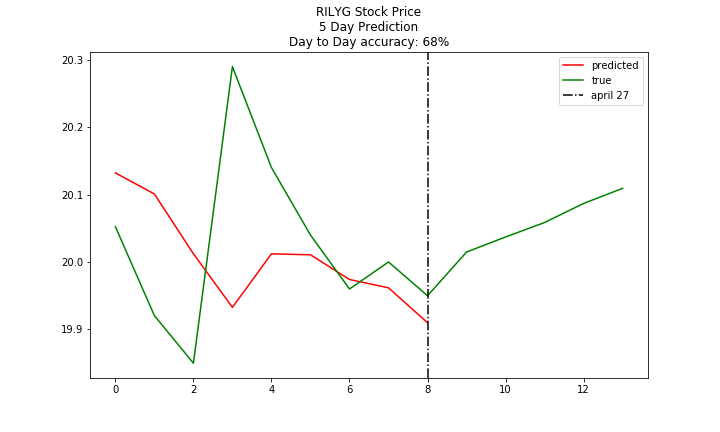 RILYG Stock Price
5 Day Prediction
Day to Day accuracy: 68%
predicted
true
april 27
20.3
20.2
20.1
20.0
19.9
0 2 4 6 8 10 12